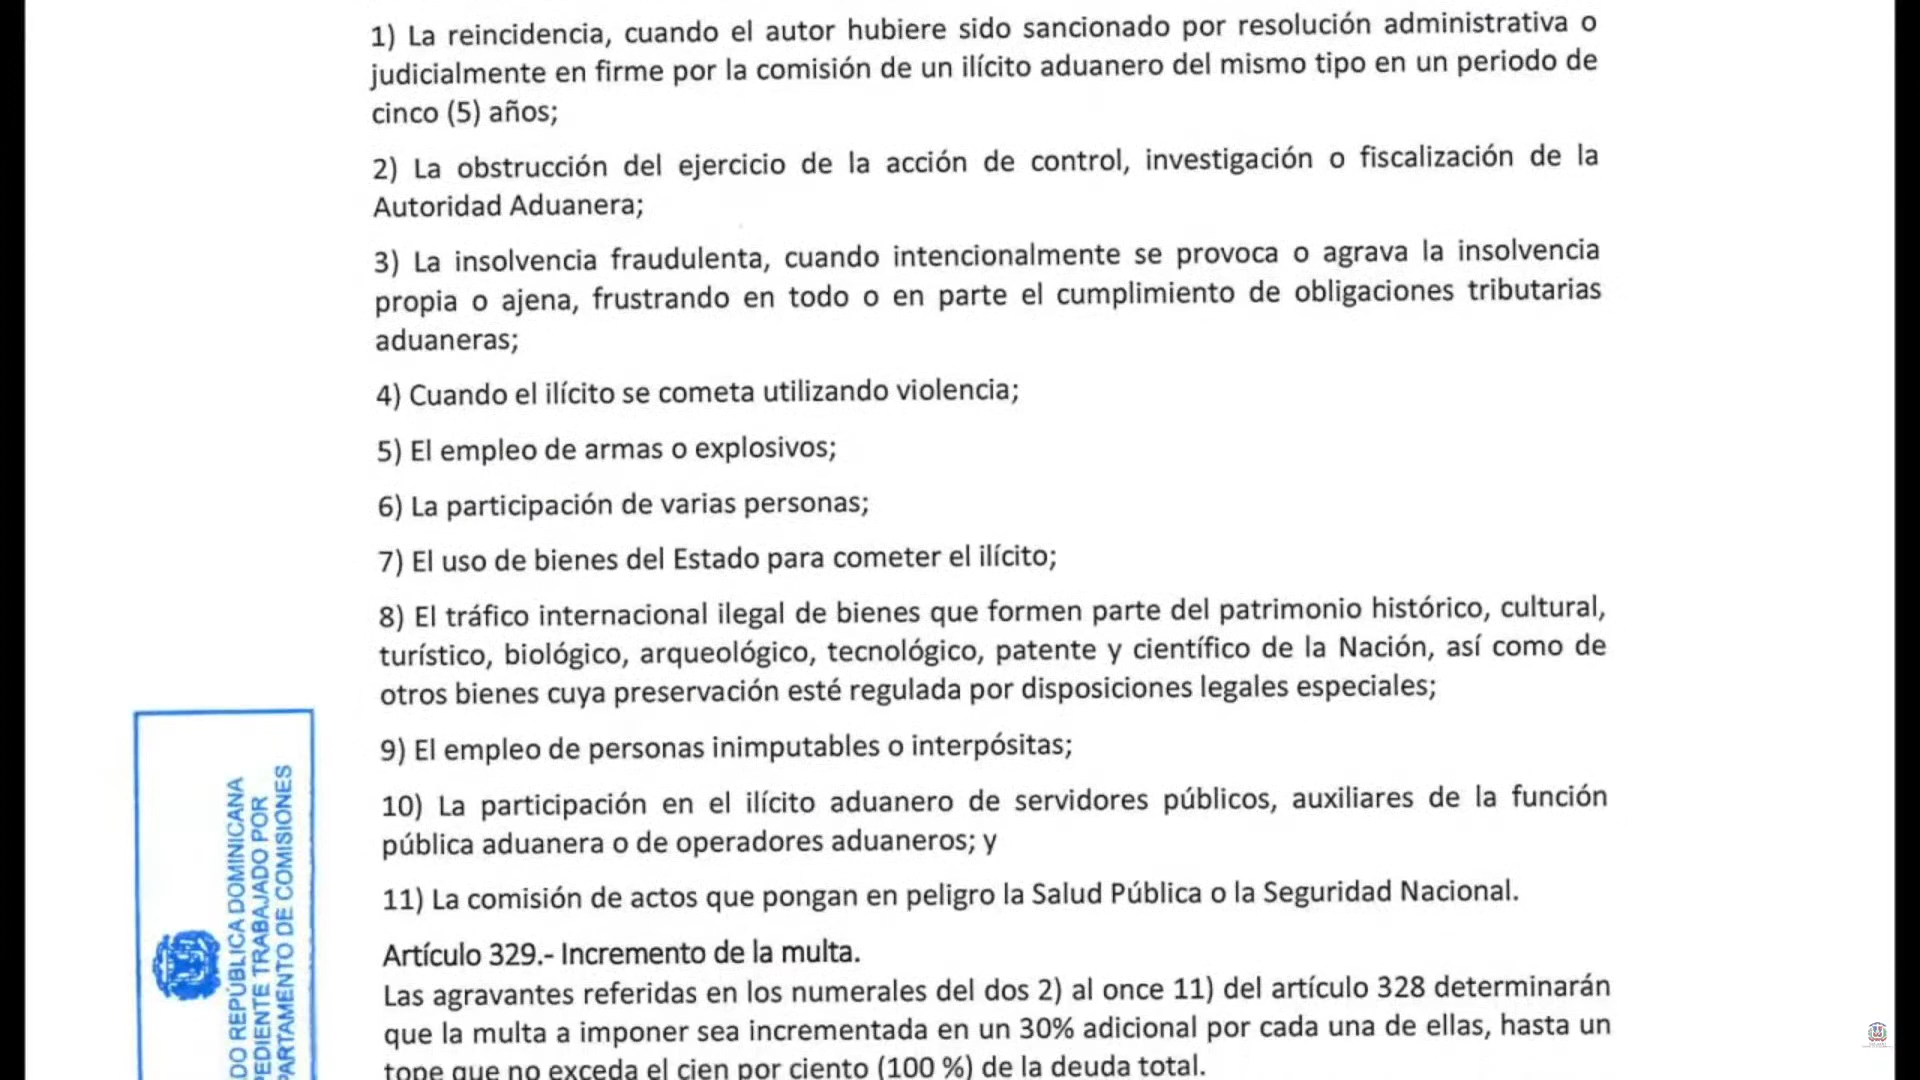 1) La reincidencia, cuando el autor hubiere sido sancionado por resolución administrativa o
judicialmente en firme por la comisión de un ilícito aduanero del mismo tipo en un periodo de
cinco (5) años;
2) La obstrucción del ejercicio de la acción de control, investigación o fiscalización de la
Autoridad Aduanera;
3) La insolvencia fraudulenta, cuando intencionalmente se provoca o agrava la insolvencia
propia o ajena, frustrando en todo o en parte el cumplimiento de obligaciones tributarias
aduaneras;
4) Cuando el ilícito se cometa utilizando violencia;
5) El empleo de armas o explosivos;
6) La participación de varias personas;
7) El uso de bienes del Estado para cometer el ilícito;
8) El tráfico internacional ilegal de bienes que formen parte del patrimonio histórico, cultural,
turístico, biológico, arqueológico, tecnológico, patente y científico de la Nación, así como de
otros bienes cuya preservación esté regulada por disposiciones legales especiales;
9) El empleo de personas inimputables o interpósitas;
10) La participación en el ilícito aduanero de servidores públicos, auxiliares de la función
pública aduanera o de operadores aduaneros; y
11) La comisión de actos que pongan en peligro la Salud Pública o la Seguridad Nacional.
Artículo 329.- Incremento de la multa.
Las agravantes referidas en los numerales del dos 2) al once 11) del artículo 328 determinarán
que la multa a imponer sea incrementada en un 30% adicional por cada una de ellas, hasta un
tope que no exceda el cien por ciento (100 %) de la deuda total.
DO REPÚBLICA DOMINICANA
PEDIENTE TRABAJADO POR
PARTAMENTO DE COMISIONES